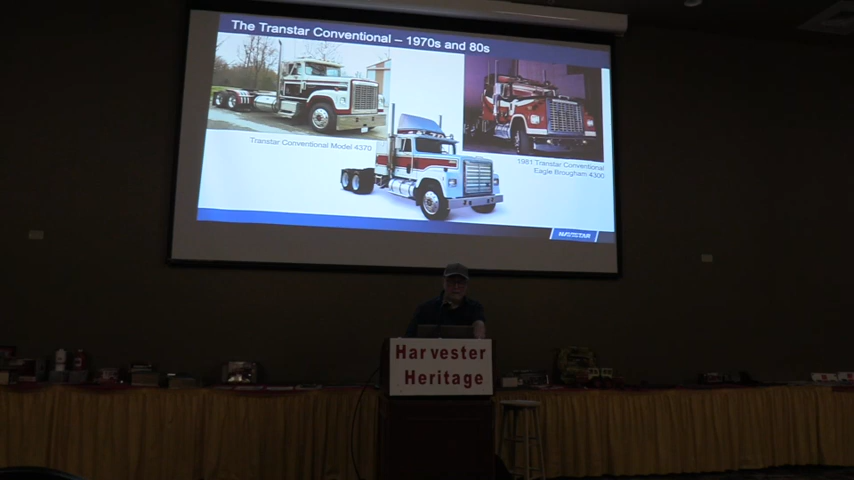 The Transtar Conventional – 1970s and 80s
Transtar Conventional Model 4370
1981 Transtar Conventional
Eagle Brougham 4300
NAVISTAR
Harvester
Heritage